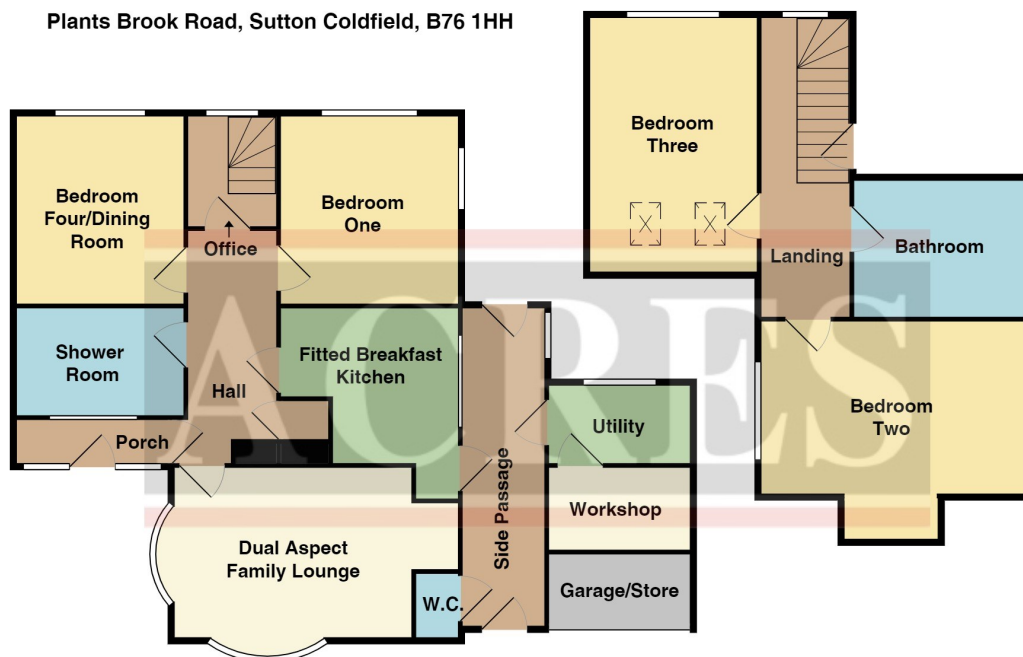 Plants Brook Road, Sutton Coldfield, B76 1HH
Bedroom
Four/Dining
Room
Office
Bedroom
One
Shower
Room
Hall
Fitted Breakfast
Kitchen
Porch
Dual Aspect
Family Lounge
W.C.
Side Passage
Utility
Workshop
Garage/Store
Bedroom
Three
Landing
Bathroom
Bedroom
Two
ACRES